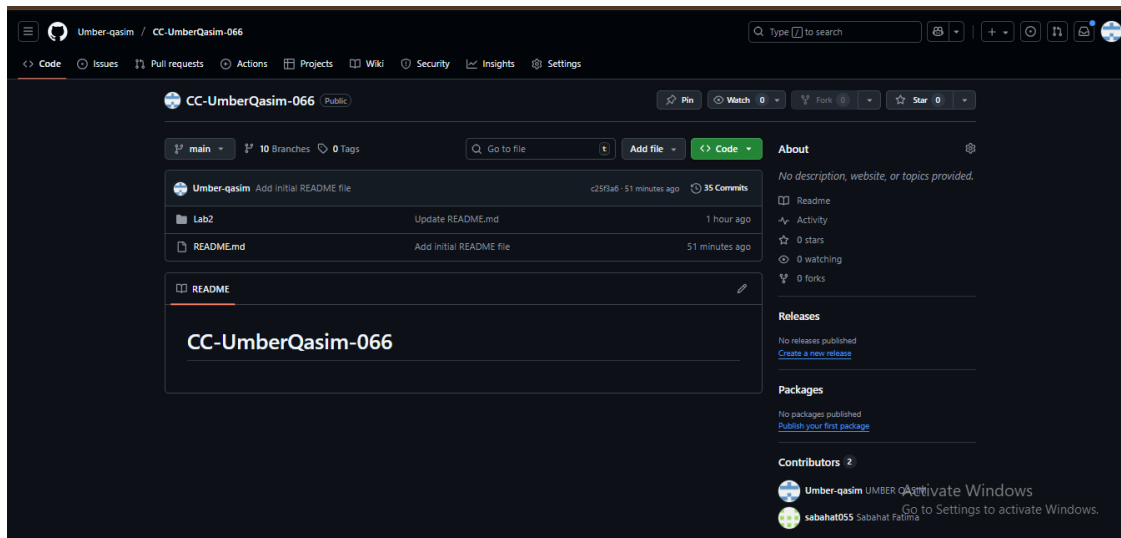 Umber-qasim / CC-UmberQasim-066
Type / to search
Code Issues Pull requests Actions Projects Wiki Security Insights Settings
CC-UmberQasim-066 Public
Pin Watch 0 Fork 0 Star 0
main 10 Branches 0 Tags
Go to file t Add file Code
Umber-qasim Add initial README file c25f3a6 · 51 minutes ago 35 Commits
Lab2 Update README.md 1 hour ago
README.md Add initial README file 51 minutes ago
README
CC-UmberQasim-066
About
No description, website, or topics provided.
Readme
Activity
0 stars
0 watching
0 forks
Releases
No releases published
Create a new release
Packages
No packages published
Publish your first package
Contributors 2
Umber-qasim UMBER QASIM
sabahat055 Sabahat Fatima
Activate Windows
Go to Settings to activate Windows.